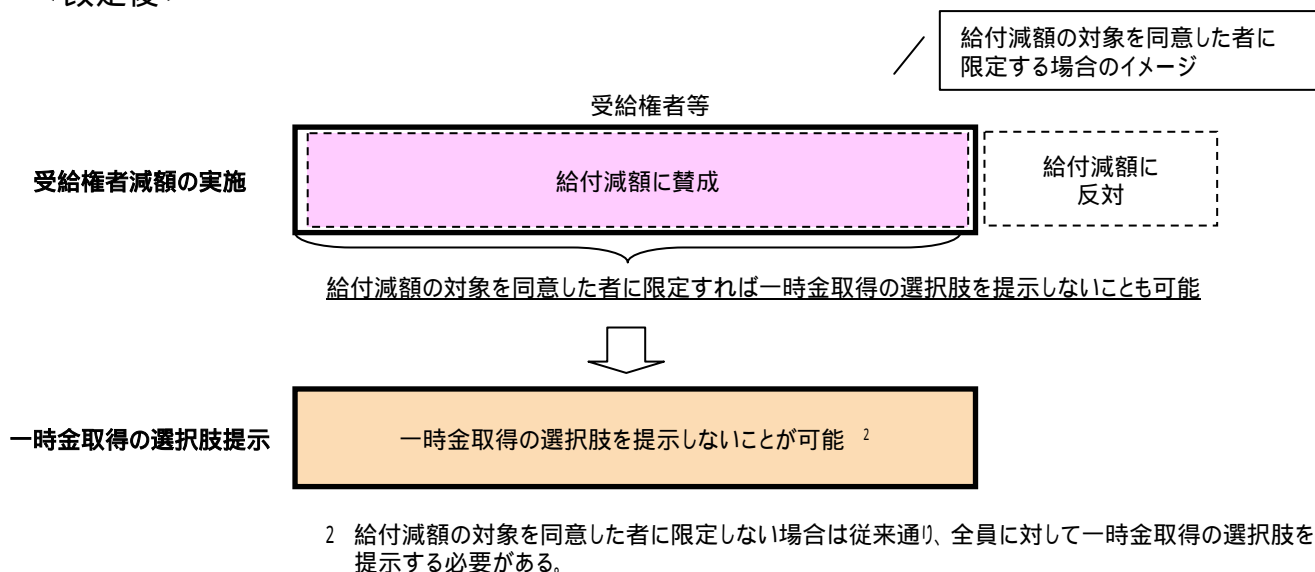 ＜改定後＞
給付減額の対象を同意した者に
限定する場合のイメージ
受給権者等
受給権者減額の実施
給付減額に賛成
給付減額に
反対
給付減額の対象を同意した者に限定すれば一時金取得の選択肢を提示しないことも可能
一時金取得の選択肢提示
一時金取得の選択肢を提示しないことが可能 2
2 給付減額の対象を同意した者に限定しない場合は従来通り、全員に対して一時金取得の選択肢を
提示する必要がある。